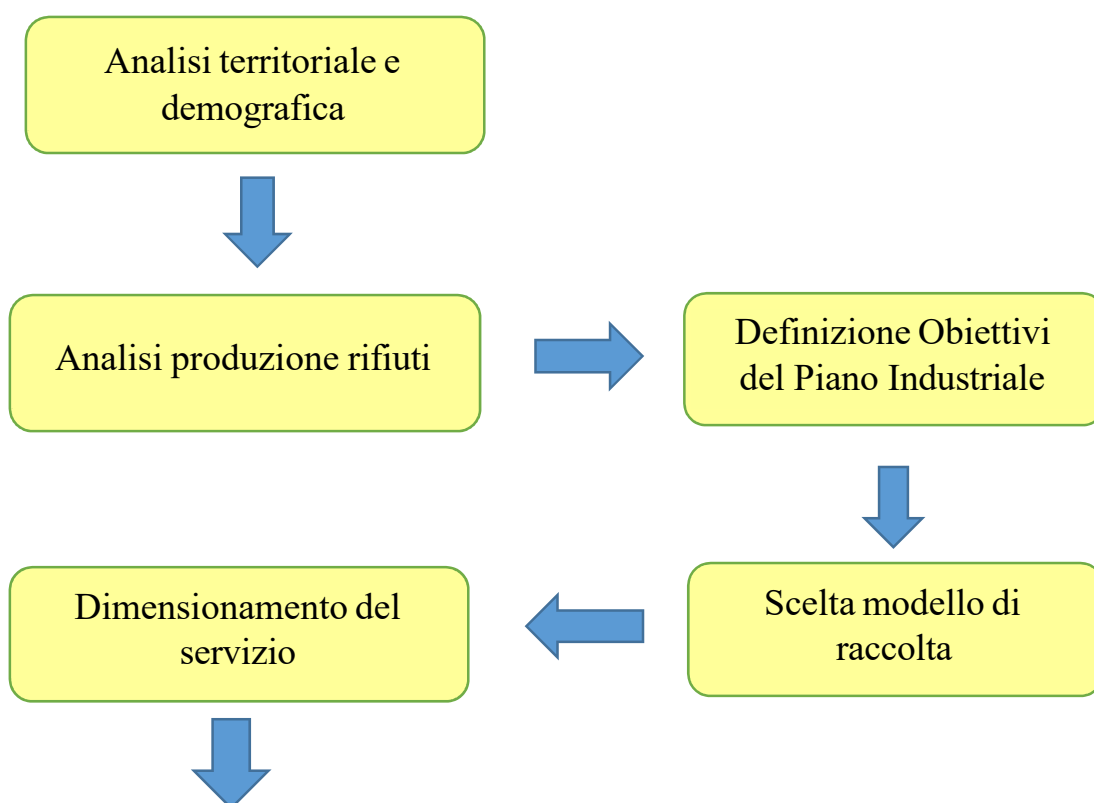 Analisi territoriale e
demografica
Analisi produzione rifiuti
Definizione Obiettivi
del Piano Industriale
Scelta modello di
raccolta
Dimensionamento del
servizio